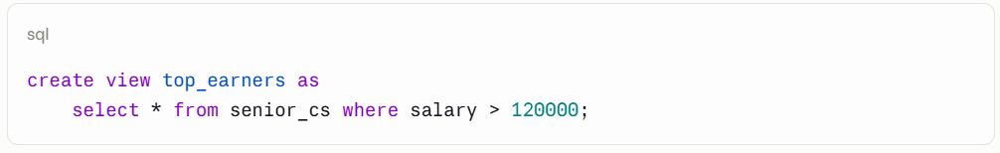 sql
create view top_earners as
    select * from senior_cs where salary > 120000;